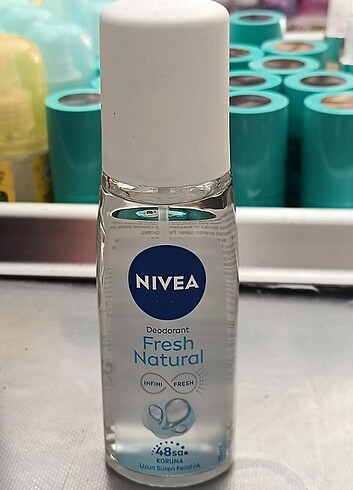 NIVEA
Deodorant
Fresh
Natural
INFINI FRESH
48sa
KORUMA
Uzun Süren Ferahlık